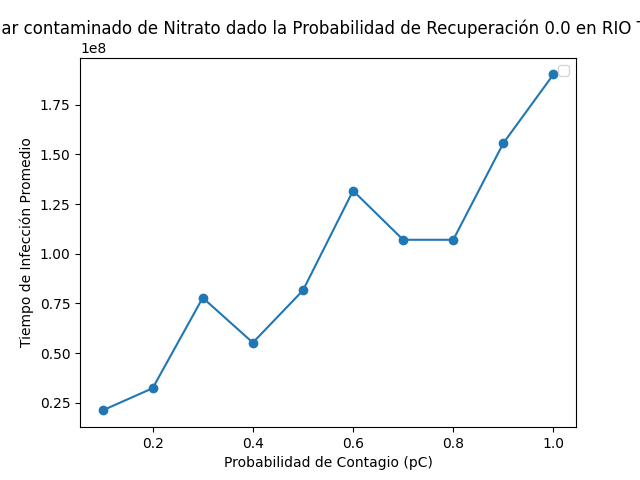 ar contaminado de Nitrato dado la Probabilidad de Recuperación 0.0 en RIO
1e8
1.75
1.50
1.25
1.00
0.75
0.50
0.25
Tiempo de Infección Promedio
0.2 0.4 0.6 0.8 1.0
Probabilidad de Contagio (pC)